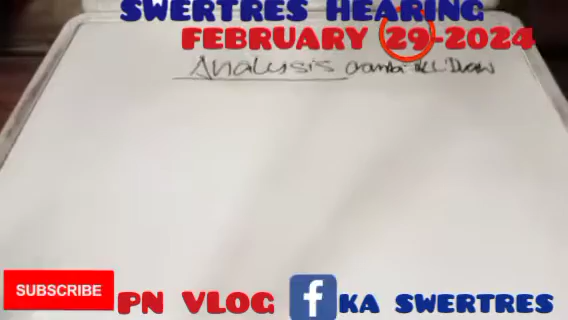 SWERTRES HEARING
FEBRUARY 29-2024
Analysis
SUBSCRIBE PN VLOG f KA SWERTRES